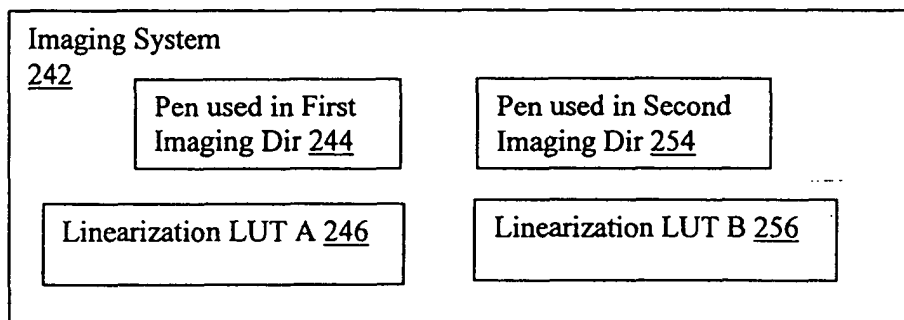 Imaging System
242
Pen used in First
Imaging Dir 244
Pen used in Second
Imaging Dir 254
Linearization LUT A 246
Linearization LUT B 256